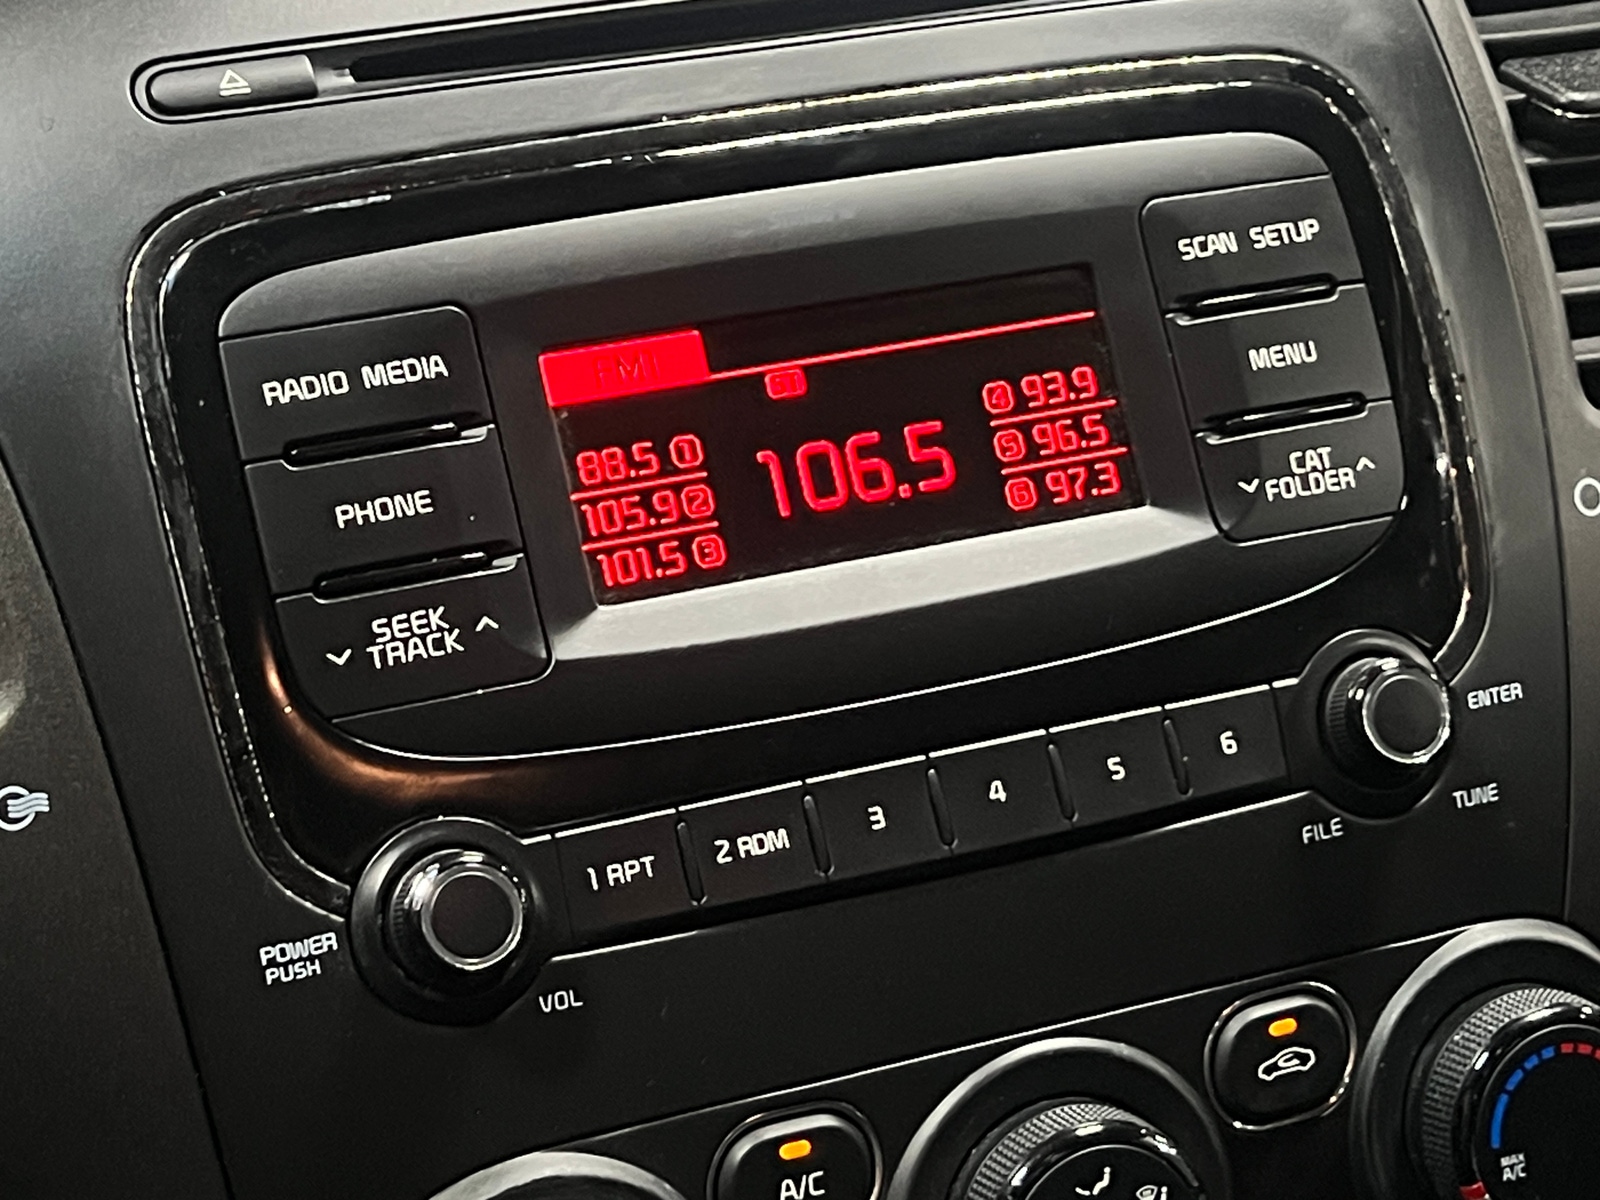 RADIO MEDIA
PHONE
SEEK
TRACK
FM1
ST
88.5 1
105.9 2
101.5 3
106.5
4 93.9
5 96.5
6 97.3
SCAN SETUP
MENU
CAT
FOLDER
POWER
PUSH
VOL
1 RPT
2 RDM
3
4
5
6
ENTER
TUNE
FILE
A/C
MAX
A/C